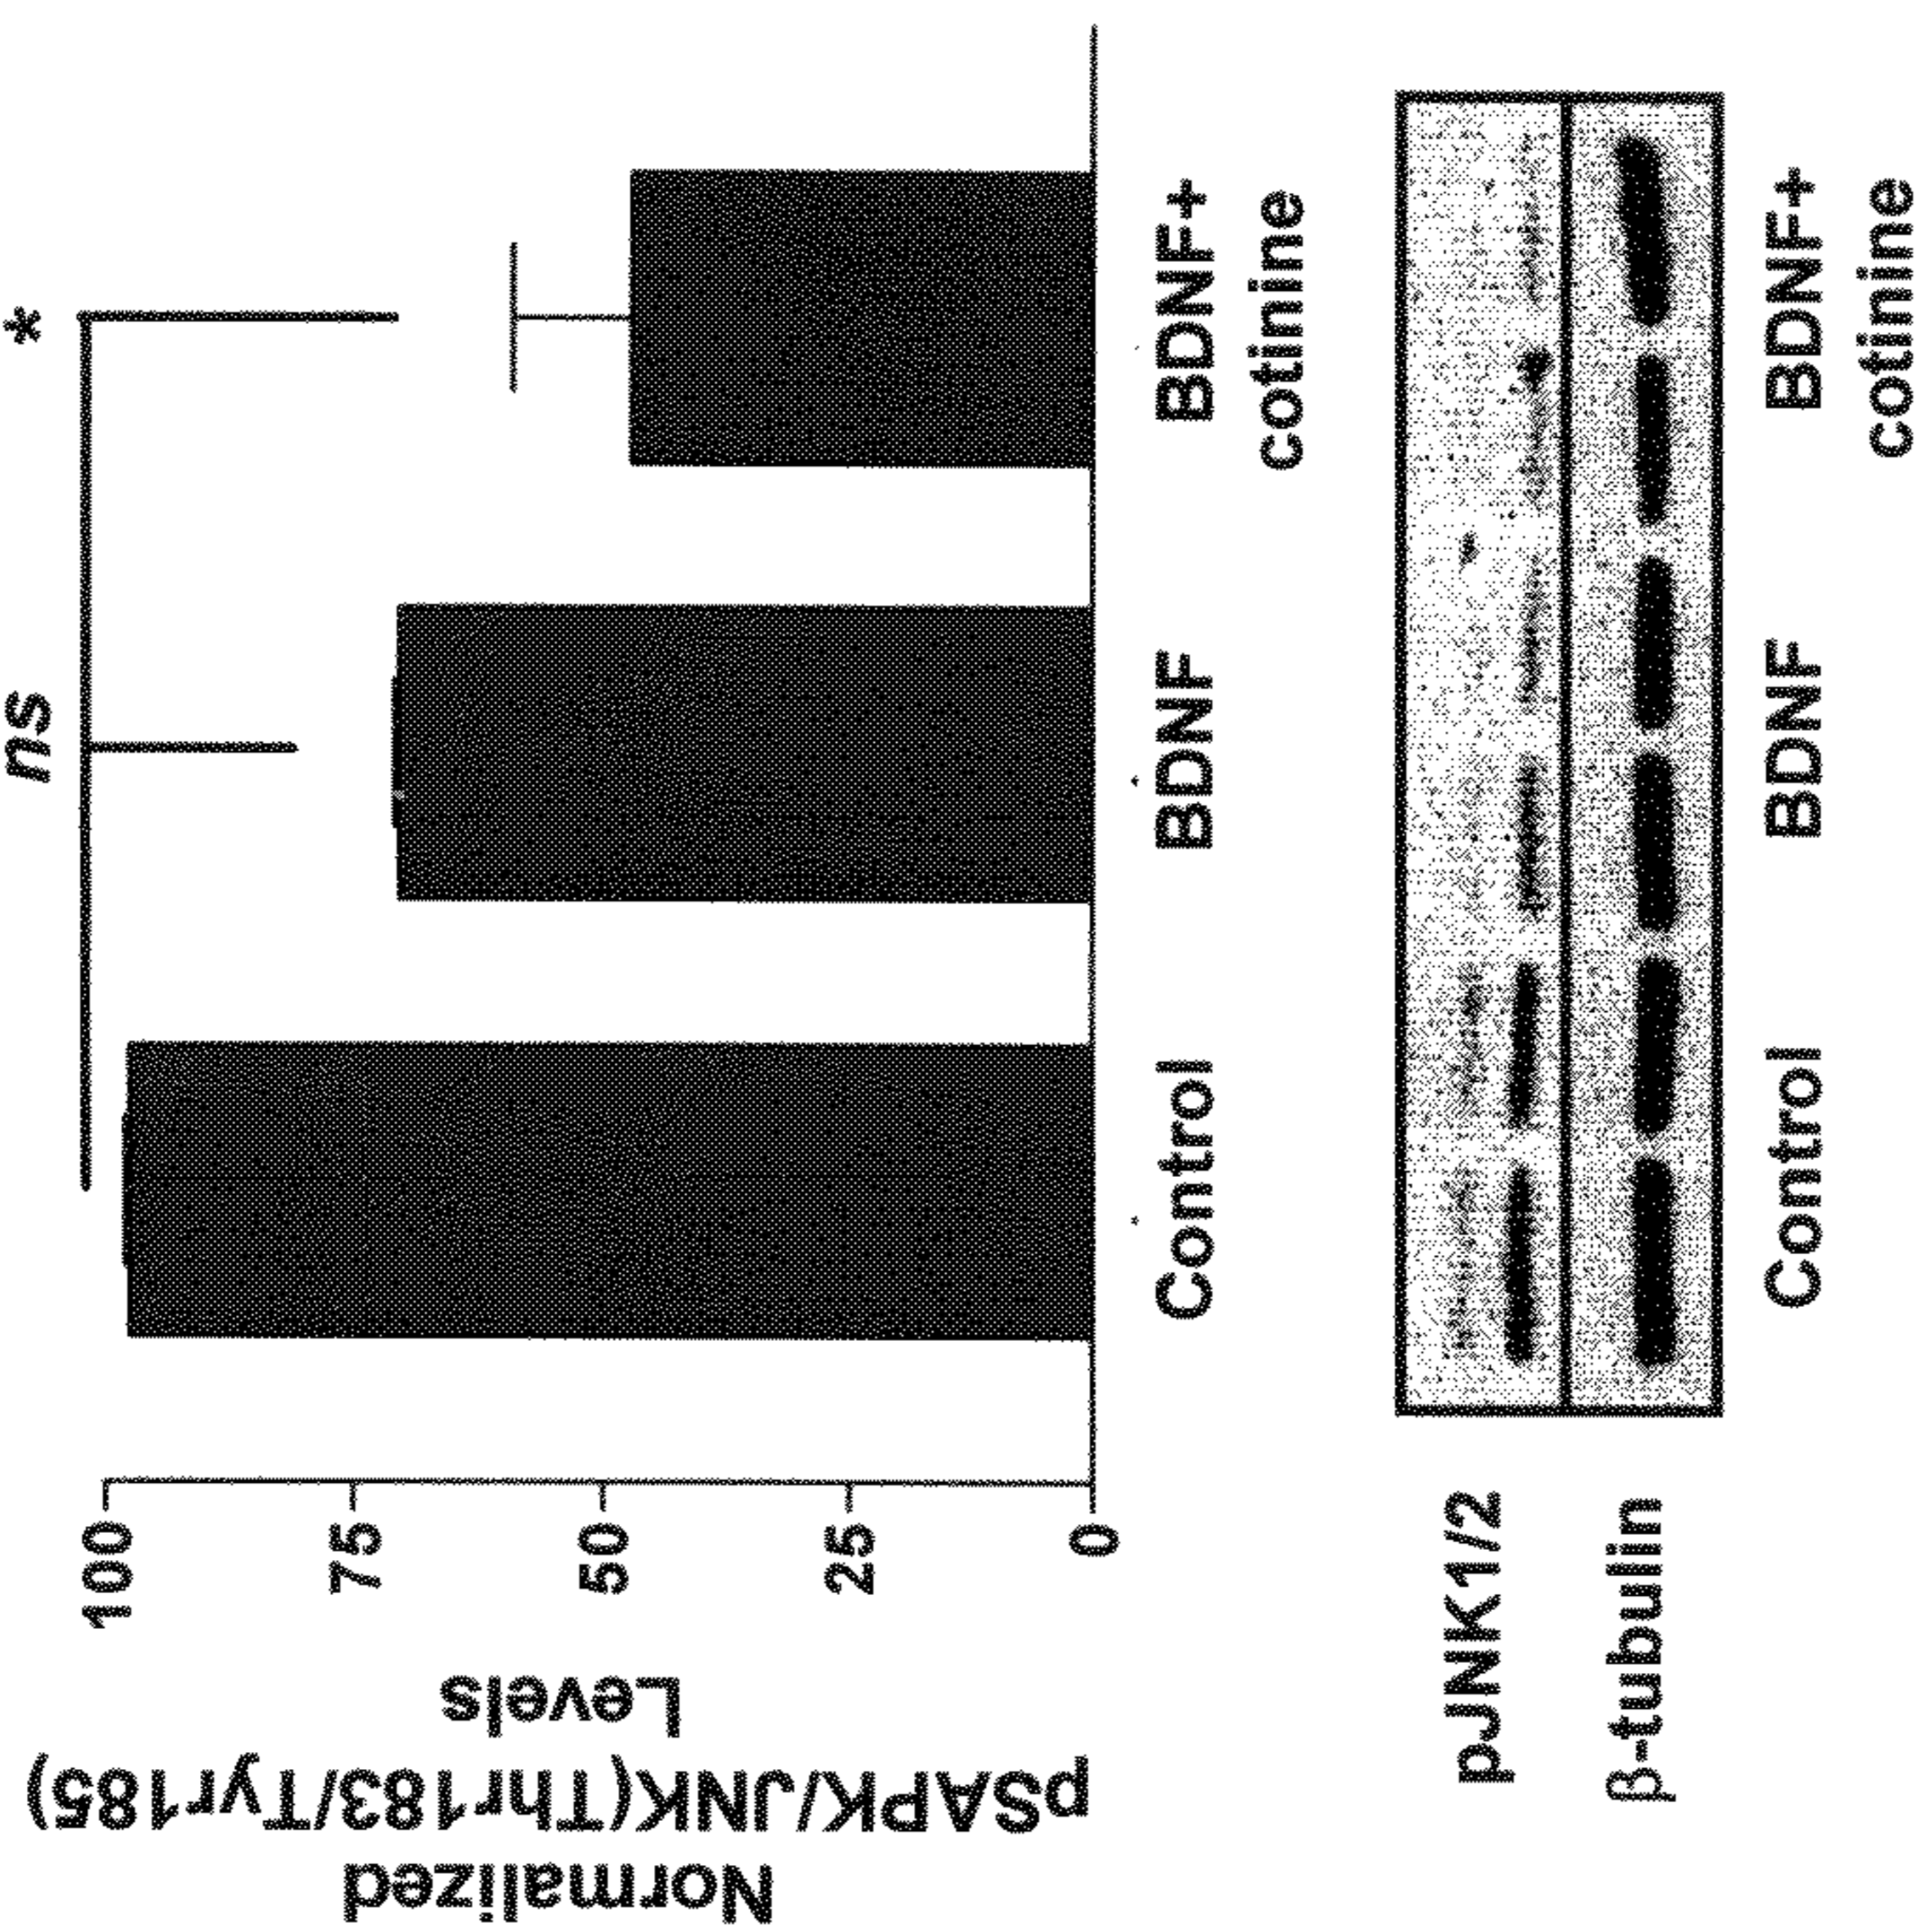 ns
*
Normalized
pSAPK/JNK(Thr183/Tyr185)
Levels
100
75
50
25
0
Control
BDNF
BDNF+
cotinine
pJNK1/2
β-tubulin
Control
BDNF
BDNF+
cotinine